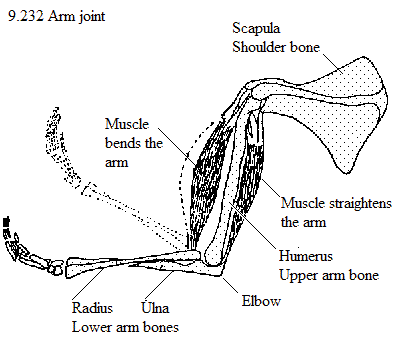 9.232 Arm joint
Scapula
Shoulder bone
Muscle
bends the
arm
Muscle straightens
the arm
Humerus
Upper arm bone
Elbow
Radius Ulna
Lower arm bones